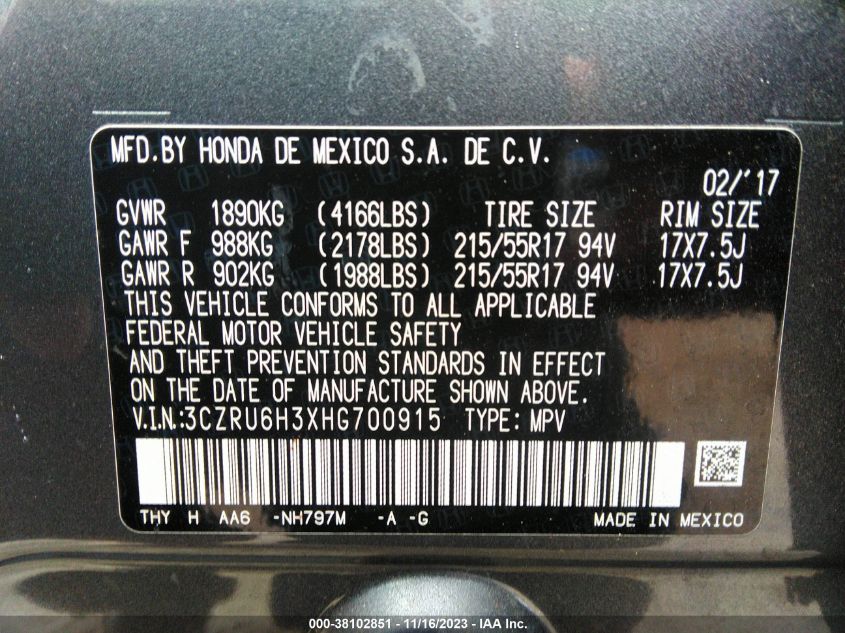 MFD.BY HONDA DE MEXICO S.A. DE C.V.
02/'17
GVWR 1890KG (4166LBS) TIRE SIZE RIM SIZE
GAWR F 988KG (2178LBS) 215/55R17 94V 17X7.5J
GAWR R 902KG (1988LBS) 215/55R17 94V 17X7.5J
THIS VEHICLE CONFORMS TO ALL APPLICABLE
FEDERAL MOTOR VEHICLE SAFETY
AND THEFT PREVENTION STANDARDS IN EFFECT
ON THE DATE OF MANUFACTURE SHOWN ABOVE.
V.I.N:3CZRU6H3XHG700915 TYPE: MPV
THY H AA6 -NH797M -A -G MADE IN MEXICO
000-38102851 - 11/16/2023 - IAA Inc.